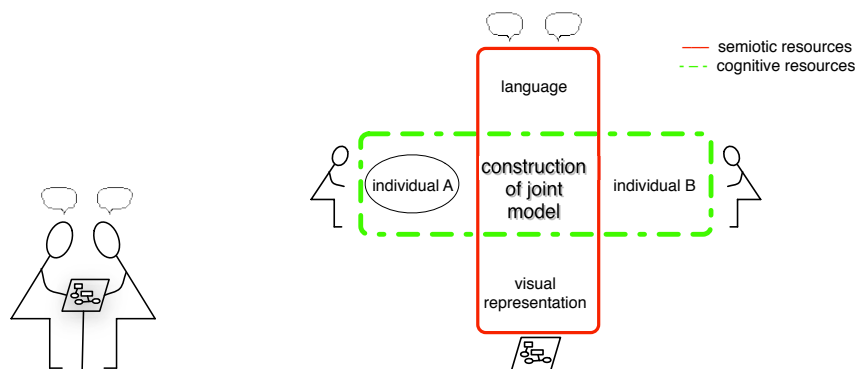 semiotic resources
cognitive resources
language
individual A
construction
of joint
model
individual B
visual
representation